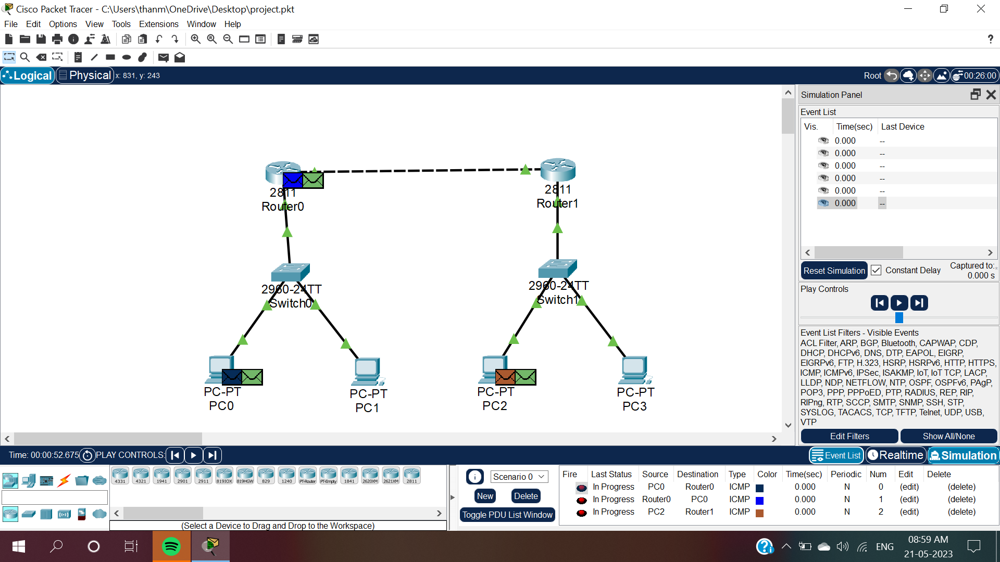 Cisco Packet Tracer - C:\Users\thanm\OneDrive\Desktop\project.pkt
File Edit Options View Tools Extensions Window Help
?
Logical Physical x: 831, y: 243 Root 00:26:00
Simulation Panel
Event List
Vis. Time(sec) Last Device
0.000 --
0.000 --
0.000 --
0.000 --
0.000 --
0.000 --
2811
Router0
2811
Router1
2960-24TT
Switch0
2960-24TT
Switch1
PC-PT
PC0
PC-PT
PC1
PC-PT
PC2
PC-PT
PC3
Reset Simulation Constant Delay Captured to:
0.000 s
Play Controls
Event List Filters - Visible Events
ACL Filter, ARP, BGP, Bluetooth, CAPWAP, CDP,
DHCP, DHCPv6, DNS, DTP, EAPOL, EIGRP,
EIGRPv6, FTP, H.323, HSRP, HSRPv6, HTTP, HTTPS,
ICMP, ICMPv6, IPSec, ISAKMP, IoT, IoT TCP, LACP,
LLDP, NDP, NETFLOW, NTP, OSPF, OSPFv6, PAgP,
POP3, PPP, PPPoED, PTP, RADIUS, REP, RIP,
RIPng, RTP, SCCP, SMTP, SNMP, SSH, STP,
SYSLOG, TACACS, TCP, TFTP, Telnet, UDP, USB,
VTP
Edit Filters Show All/None
Time: 00:00:52.675 PLAY CONTROLS: Event List Realtime Simulation
4331 4321 1941 2901 2911 819IOX 819HGW 829 1240 PT-Router PT-Empty 1841 2620XM 2621XM 2811
(Select a Device to Drag and Drop to the Workspace)
Scenario 0
New Delete
Toggle PDU List Window
Fire Last Status Source Destination Type Color Time(sec) Periodic Num Edit Delete
In Progress PC0 Router0 ICMP 0.000 N 0 (edit) (delete)
In Progress Router0 PC0 ICMP 0.000 N 1 (edit) (delete)
In Progress PC2 Router1 ICMP 0.000 N 2 (edit) (delete)
ENG
08:59 AM
21-05-2023